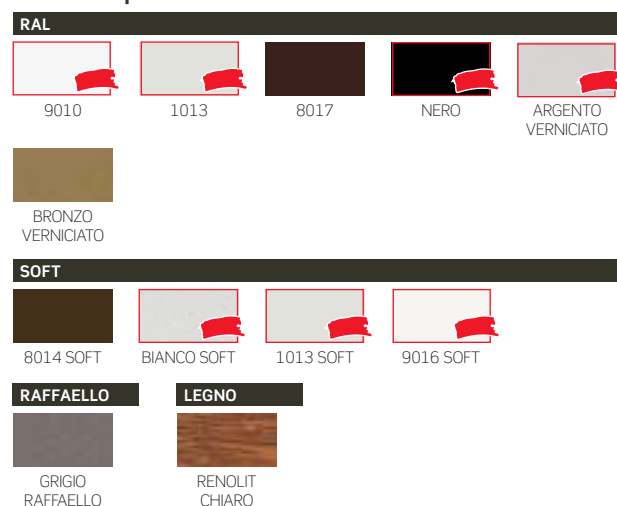 RAL
9010
1013
8017
NERO
ARGENTO
VERNICIATO
BRONZO
VERNICIATO
SOFT
8014 SOFT
BIANCO SOFT
1013 SOFT
9016 SOFT
RAFFAELLO
LEGNO
GRIGIO
RAFFAELLO
RENOLIT
CHIARO